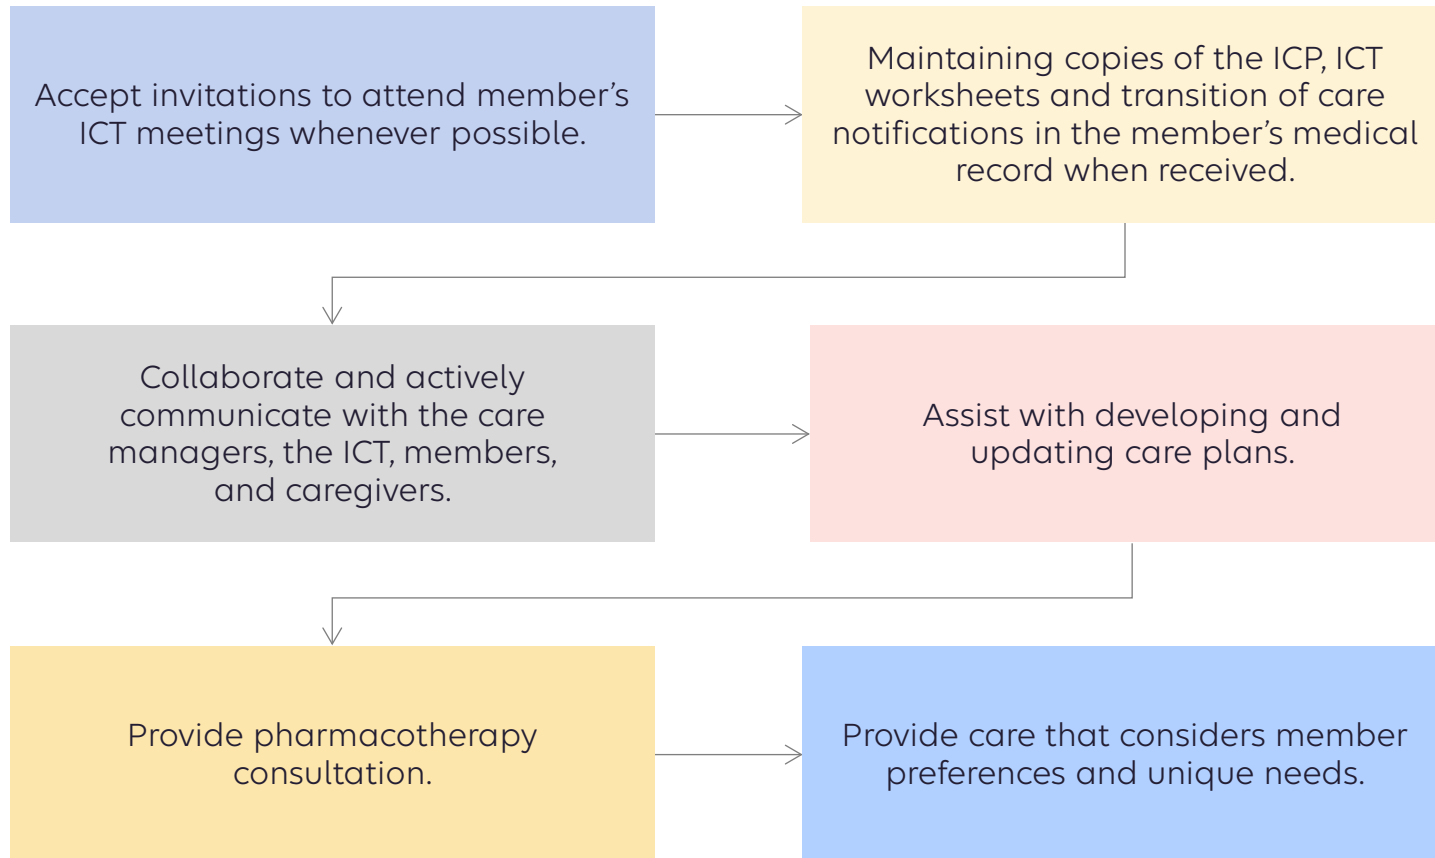 Accept invitations to attend member’s
ICT meetings whenever possible.
Maintaining copies of the ICP, ICT
worksheets and transition of care
notifications in the member’s medical
record when received.
Collaborate and actively
communicate with the care
managers, the ICT, members,
and caregivers.
Assist with developing and
updating care plans.
Provide pharmacotherapy
consultation.
Provide care that considers member
preferences and unique needs.